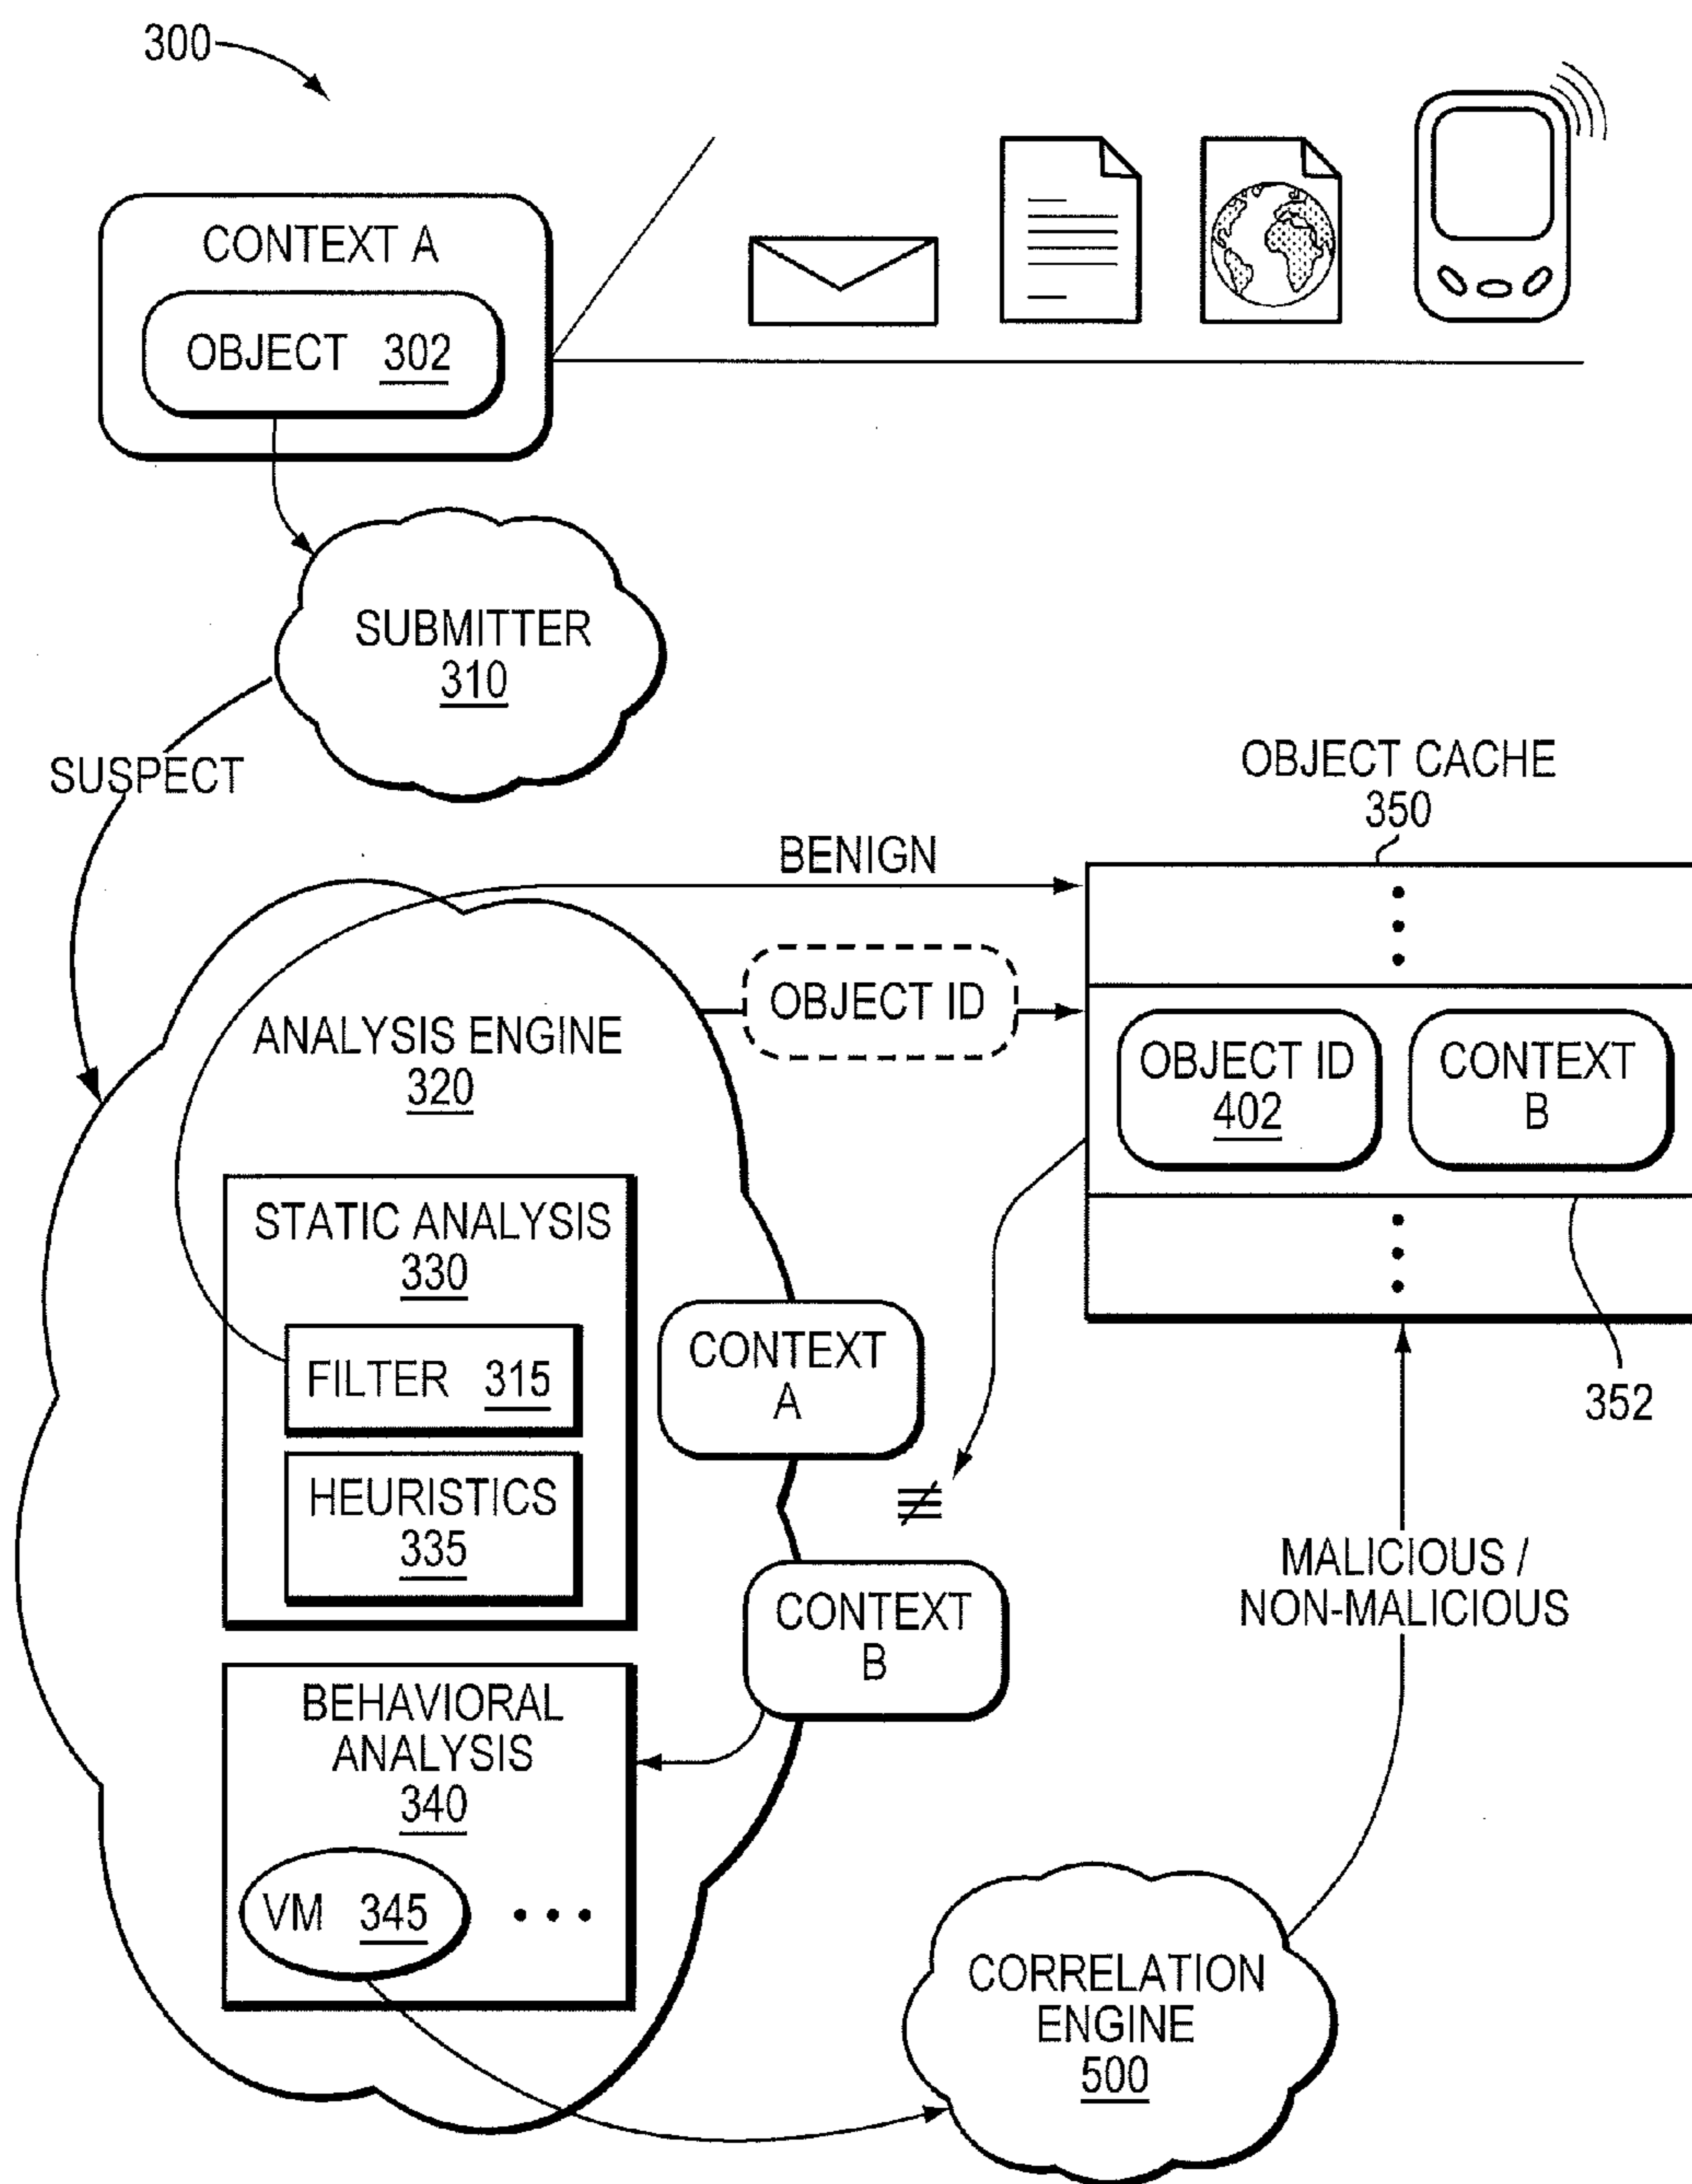 300
CONTEXT A
OBJECT 302
SUBMITTER
310
SUSPECT
OBJECT CACHE
350
BENIGN
OBJECT ID
OBJECT ID
402
CONTEXT
B
ANALYSIS ENGINE
320
STATIC ANALYSIS
330
FILTER 315
HEURISTICS
335
CONTEXT
A
352
≢
CONTEXT
B
MALICIOUS /
NON-MALICIOUS
BEHAVIORAL
ANALYSIS
340
VM 345 • • •
CORRELATION
ENGINE
500